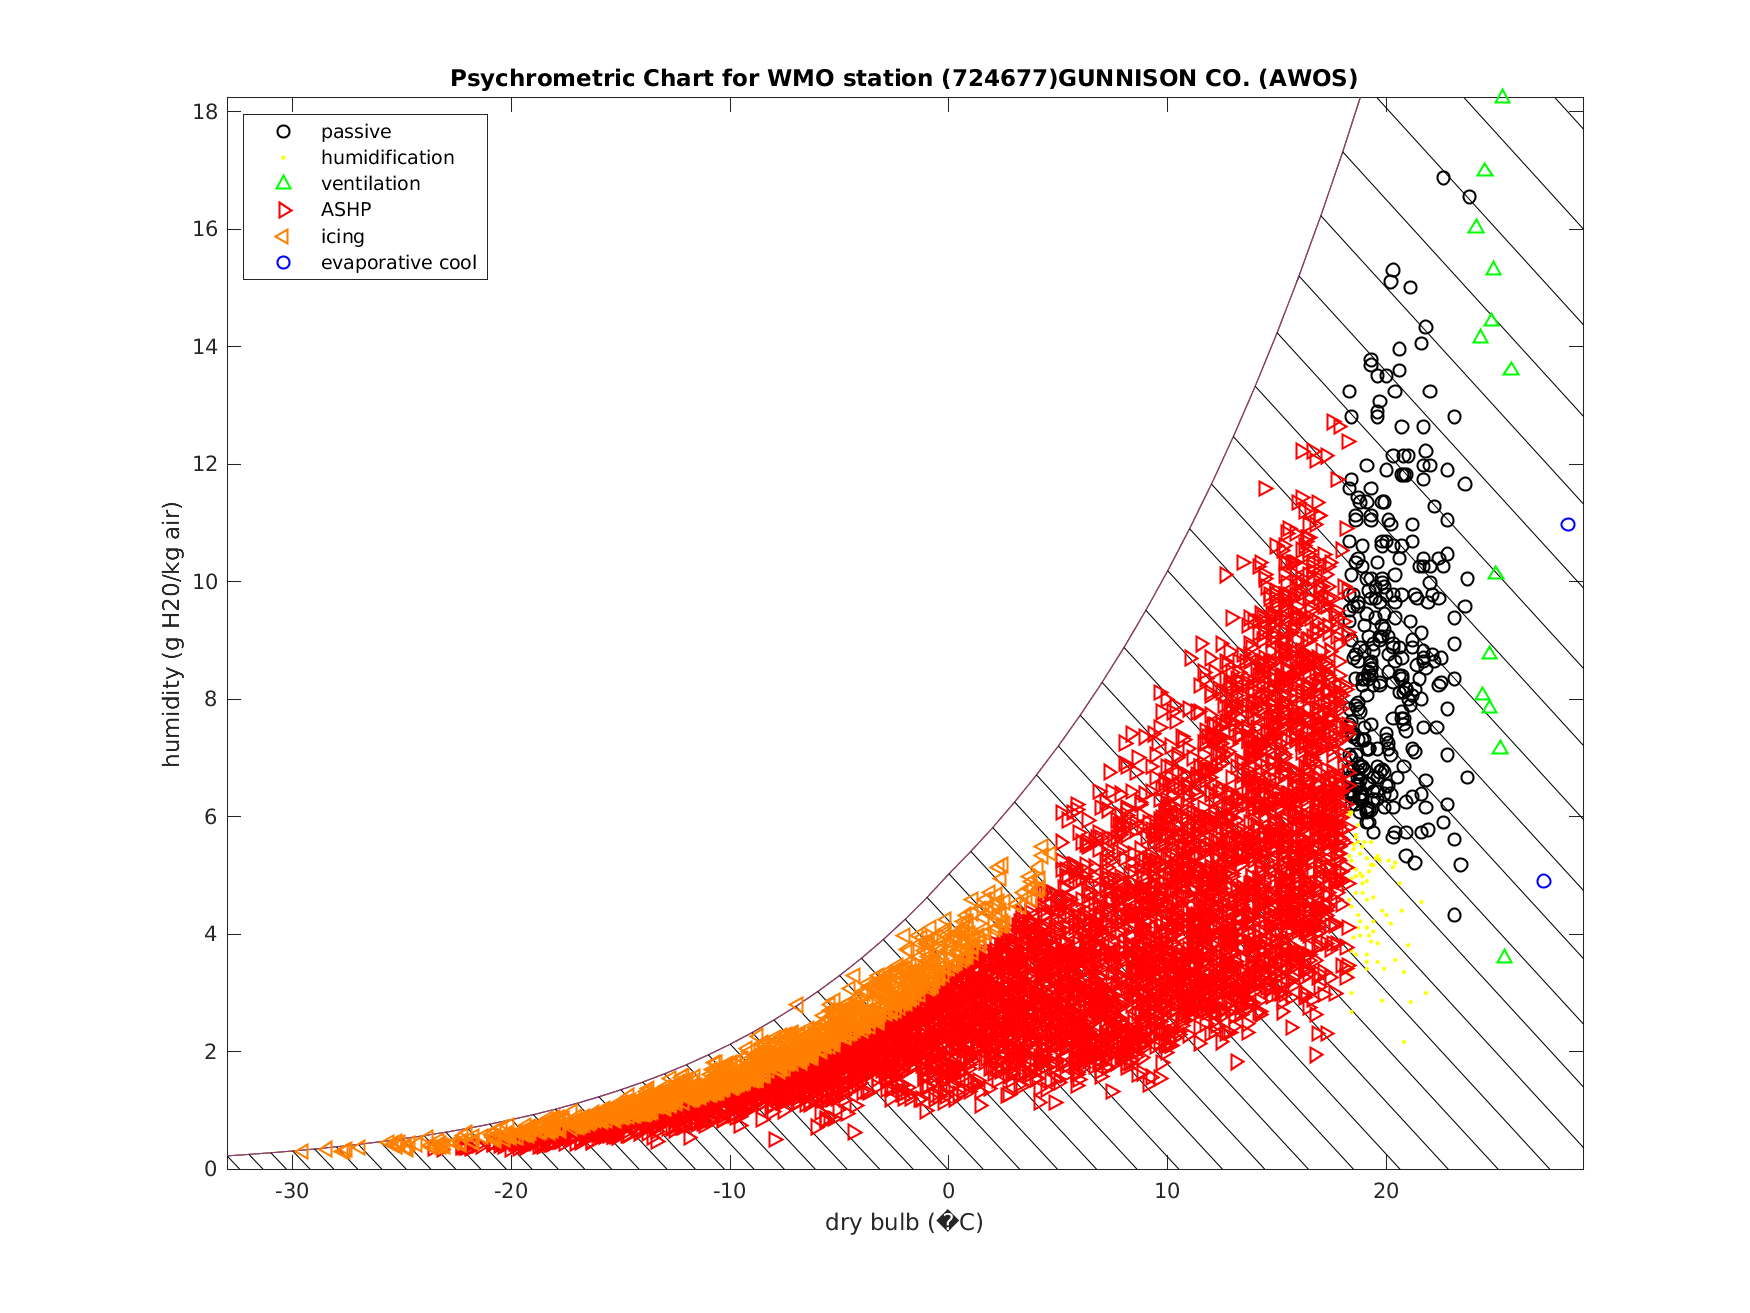 Psychrometric Chart for WMO station (724677)GUNNISON CO. (AWOS)
18
16
14
12
10
8
6
4
2
0
humidity (g H20/kg air)
passive
humidification
ventilation
ASHP
icing
evaporative cool
-30
-20
-10
0
10
20
dry bulb (�C)